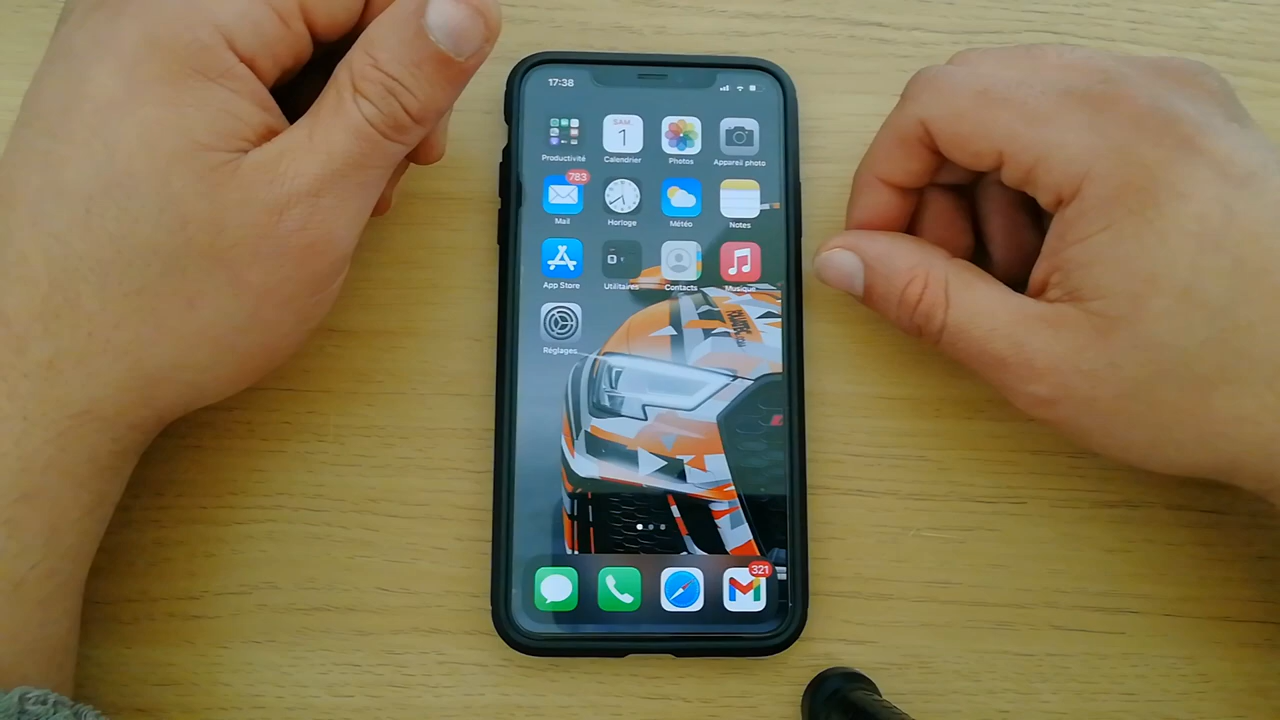 17:38
SAM.
1
Productivité
Calendrier
Photos
Appareil photo
783
Mail
Horloge
Météo
Notes
App Store
Utilitaires
Contacts
Musique
Réglages
321